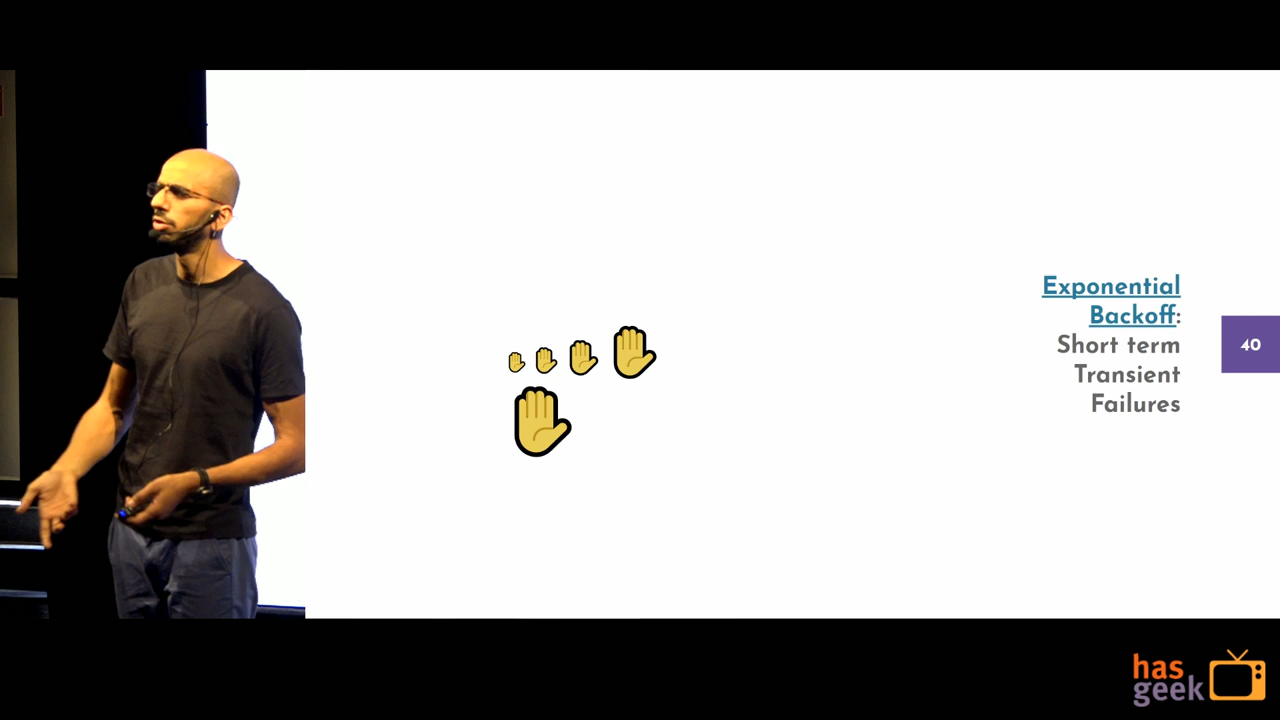 Exponential
Backoff:
Short term
Transient
Failures
40
has
geek